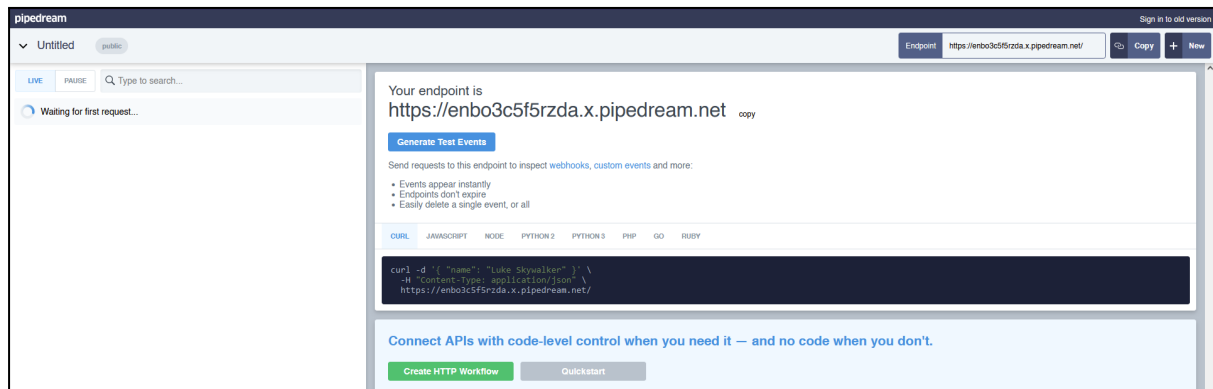 pipedream
Sign in to old version
Untitled
public
Endpoint
https://enbo3c5f5rzda.x.pipedream.net/
Copy
+ New
LIVE
PAUSE
Type to search...
Waiting for first request...
Your endpoint is
https://enbo3c5f5rzda.x.pipedream.net copy
Generate Test Events
Send requests to this endpoint to inspect webhooks, custom events and more:
• Events appear instantly
• Endpoints don't expire
• Easily delete a single event, or all
CURL JAVASCRIPT NODE PYTHON 2 PYTHON 3 PHP GO RUBY
curl -d '{ "name": "Luke Skywalker" }' \
-H "Content-Type: application/json" \
https://enbo3c5f5rzda.x.pipedream.net/
Connect APIs with code-level control when you need it — and no code when you don't.
Create HTTP Workflow
Quickstart